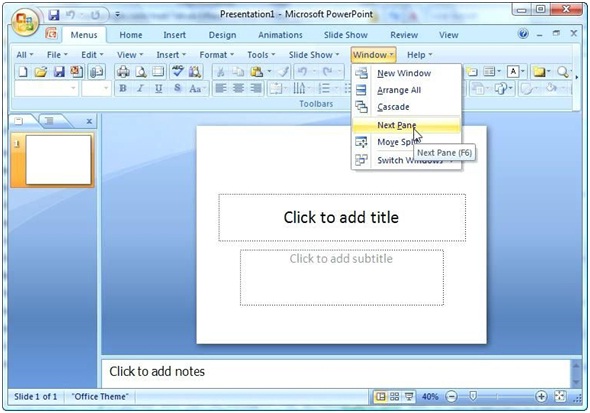 Presentation1 - Microsoft PowerPoint
Menus Home Insert Design Animations Slide Show Review View
All File Edit View Insert Format Tools Slide Show Window Help
B I U S Aa
A
Toolbars
New Window
Arrange All
Cascade
Next Pane
Move Split
Next Pane (F6)
Switch Windows
1
Click to add title
Click to add subtitle
Click to add notes
Slide 1 of 1 "Office Theme" 40%